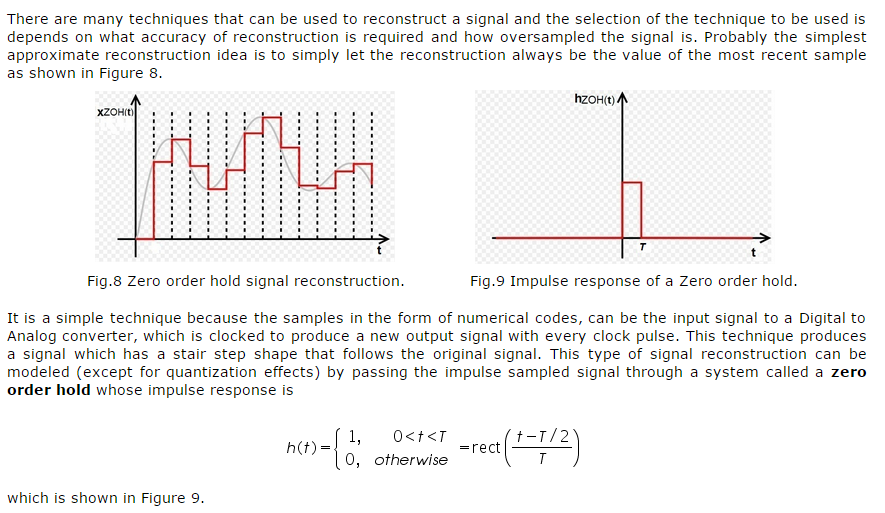 There are many techniques that can be used to reconstruct a signal and the selection of the technique to be used is
depends on what accuracy of reconstruction is required and how oversampled the signal is. Probably the simplest
approximate reconstruction idea is to simply let the reconstruction always be the value of the most recent sample
as shown in Figure 8.
xZOH(t)
t
hZOH(t)
T
t
Fig.8 Zero order hold signal reconstruction.
Fig.9 Impulse response of a Zero order hold.
It is a simple technique because the samples in the form of numerical codes, can be the input signal to a Digital to
Analog converter, which is clocked to produce a new output signal with every clock pulse. This technique produces
a signal which has a stair step shape that follows the original signal. This type of signal reconstruction can be
modeled (except for quantization effects) by passing the impulse sampled signal through a system called a zero
order hold whose impulse response is
h(t)={ 1, 0<t<T
0, otherwise
=rect((t-T/2)/T)
which is shown in Figure 9.